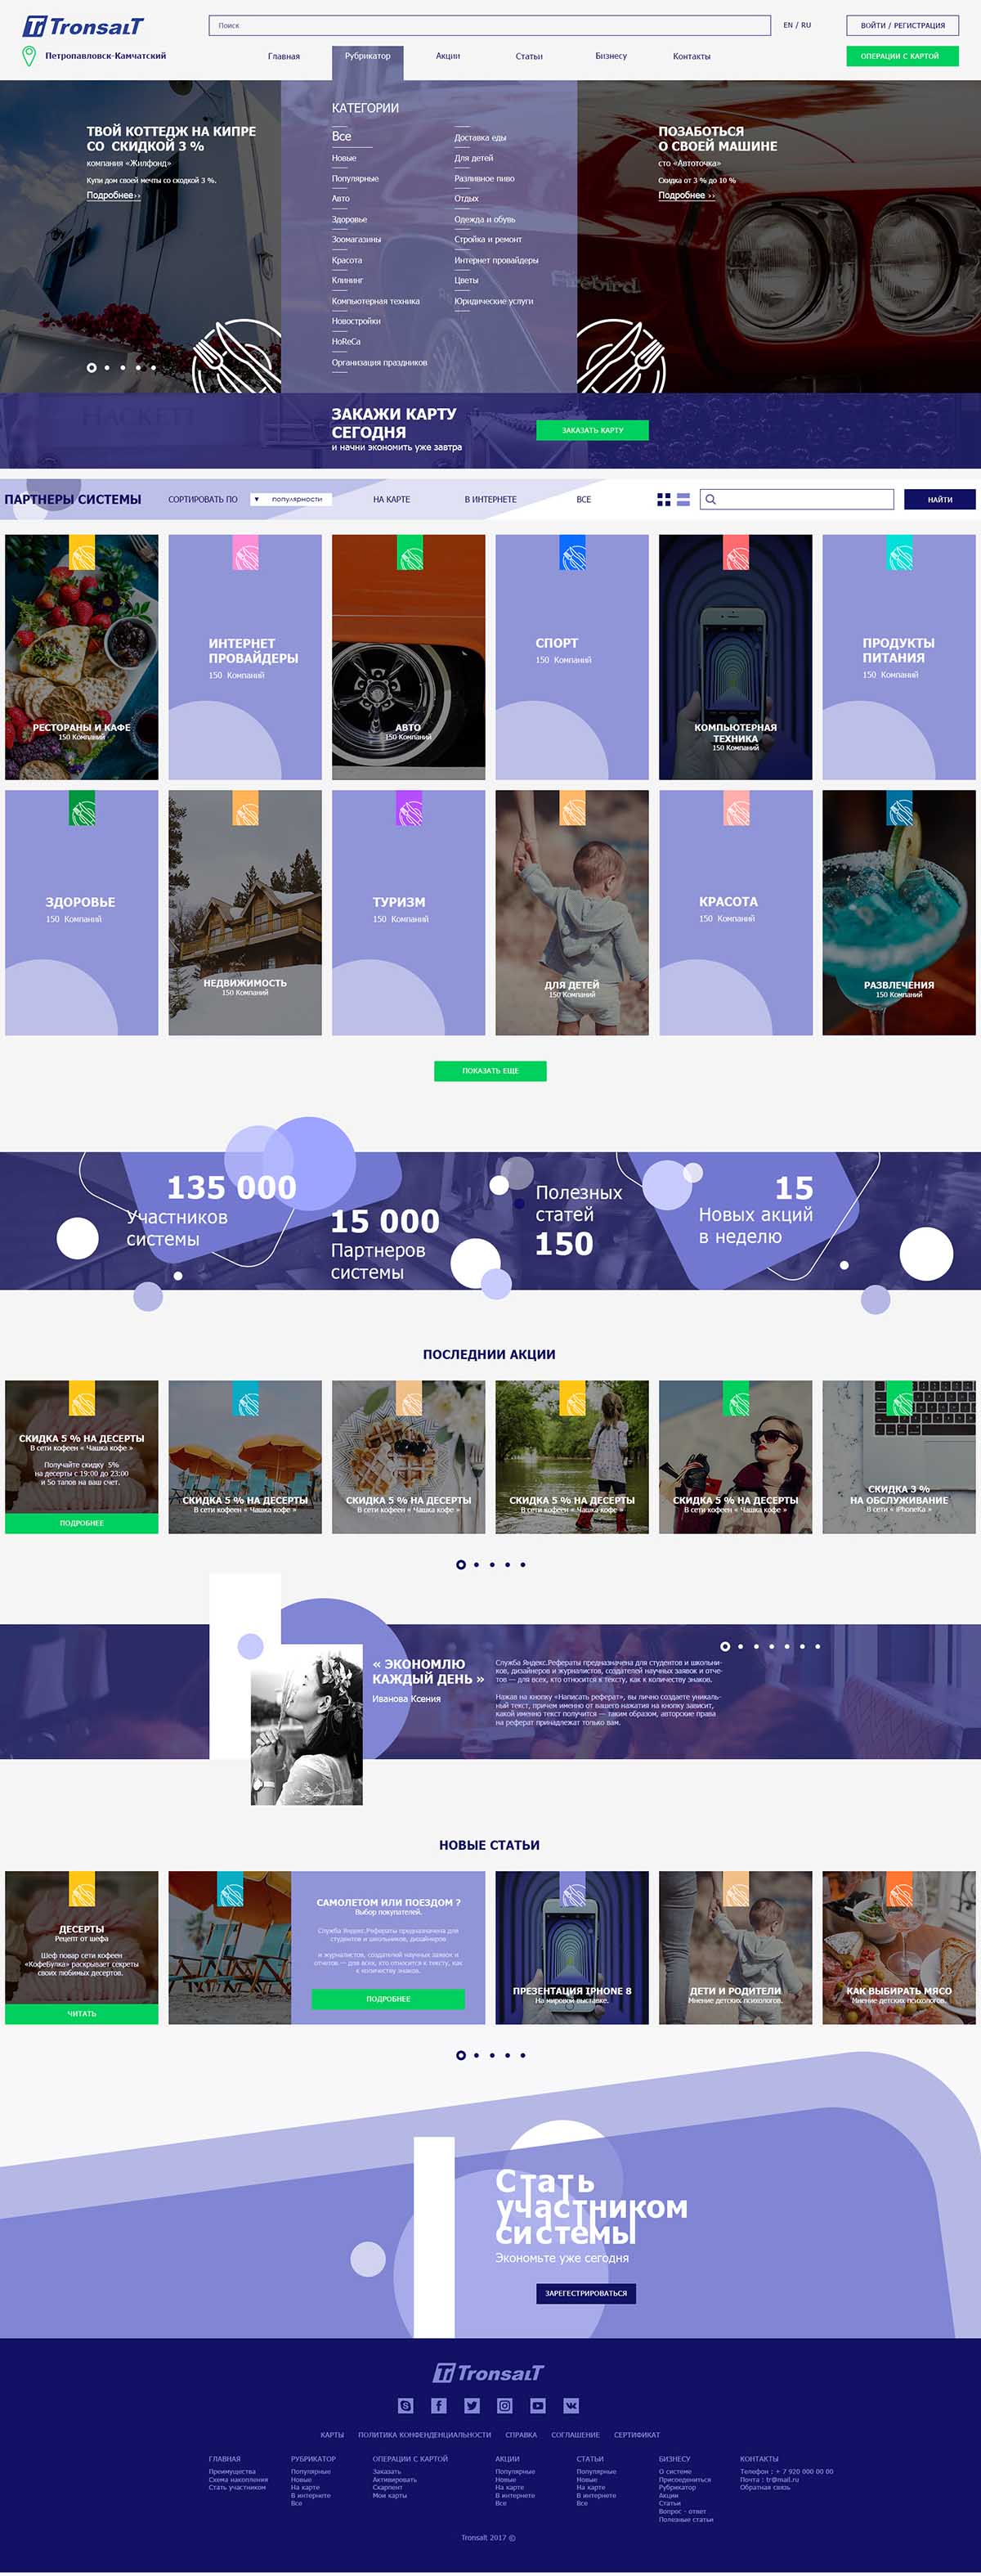 TronsaLT
Поиск
EN / RU
ВОЙТИ / РЕГИСТРАЦИЯ
Петропавловск-Камчатский
Главная
Рубрикатор
Акции
Статьи
Бизнесу
Контакты
ОПЕРАЦИИ С КАРТОЙ
ТВОЙ КОТТЕДЖ НА КИПРЕ
СО СКИДКОЙ 3 %
компания «Жилфонд»
Купи дом своей мечты со скодкой 3 %.
Подробнее››
КАТЕГОРИИ
Все
Новые
Популярные
Авто
Здоровье
Зоомагазины
Красота
Клининг
Компьютерная техника
Новостройки
HoReCa
Организация праздников
Доставка еды
Для детей
Разливное пиво
Отдых
Одежда и обувь
Стройка и ремонт
Интернет провайдеры
Цветы
Юридические услуги
ПОЗАБОТЬСЯ
О СВОЕЙ МАШИНЕ
сто «Автоточка»
Скидка от 3 % до 10 %
Подробнее ››
Firebird
HACKETT
ЗАКАЖИ КАРТУ
СЕГОДНЯ
и начни экономить уже завтра
ЗАКАЗАТЬ КАРТУ
ПАРТНЕРЫ СИСТЕМЫ
СОРТИРОВАТЬ ПО
популярности
НА КАРТЕ
В ИНТЕРНЕТЕ
ВСЕ
НАЙТИ
РЕСТОРАНЫ И КАФЕ
150 Компаний
ИНТЕРНЕТ
ПРОВАЙДЕРЫ
150 Компаний
АВТО
150 Компаний
СПОРТ
150 Компаний
КОМПЬЮТЕРНАЯ
ТЕХНИКА
150 Компаний
ПРОДУКТЫ
ПИТАНИЯ
150 Компаний
ЗДОРОВЬЕ
150 Компаний
НЕДВИЖИМОСТЬ
150 Компаний
ТУРИЗМ
150 Компаний
ДЛЯ ДЕТЕЙ
150 Компаний
КРАСОТА
150 Компаний
РАЗВЛЕЧЕНИЯ
150 Компаний
ПОКАЗАТЬ ЕЩЕ
135 000
Участников
системы
15 000
Партнеров
системы
Полезных
статей
150
15
Новых акций
в неделю
ПОСЛЕДНИИ АКЦИИ
СКИДКА 5 % НА ДЕСЕРТЫ
В сети кофеен « Чашка кофе »
Получайте скидку 5%
на десерты с 19:00 до 23:00
и So талов на ваш счет.
ПОДРОБНЕЕ
СКИДКА 5 % НА ДЕСЕРТЫ
В сети кофеен « Чашка кофе »
СКИДКА 5 % НА ДЕСЕРТЫ
В сети кофеен « Чашка кофе »
СКИДКА 5 % НА ДЕСЕРТЫ
В сети кофеен « Чашка кофе »
СКИДКА 5 % НА ДЕСЕРТЫ
В сети кофеен « Чашка кофе »
СКИДКА 3 %
НА ОБСЛУЖИВАНИЕ
В сети « iPhoneКа »
« ЭКОНОМЛЮ
КАЖДЫЙ ДЕНЬ »
Иванова Ксения
Служба Яндекс.Рефераты предназначена для студентов и школьни-
ков, дизайнеров и журналистов, создателей научных заявок и отче-
тов — для всех, кто относится к тексту, как к количеству знаков.
Нажав на кнопку «Написать реферат», вы лично создаете уникаль-
ный текст, причем именно от вашего нажатия на кнопку зависит,
какой именно текст получится — таким образом, авторские права
на реферат принадлежат только вам.
НОВЫЕ СТАТЬИ
ДЕСЕРТЫ
Рецепт от шефа
Шеф повар сети кофеен
«КофеБулка» раскрывает секреты
своих любимых десертов.
ЧИТАТЬ
САМОЛЕТОМ ИЛИ ПОЕЗДОМ ?
Выбор покупателей.
Служба Яндекс.Рефераты предназначена для
студентов и школьников, дизайнеров
и журналистов, создателей научных заявок и
отчетов — для всех, кто относится к тексту, как
к количеству знаков.
ПОДРОБНЕЕ
ПРЕЗЕНТАЦИЯ IPHONE 8
На мировой выставке.
ДЕТИ И РОДИТЕЛИ
Мнение детских психологов.
КАК ВЫБИРАТЬ МЯСО
Мнение детских психологов.
Стать
участником
системы
Экономьте уже сегодня
ЗАРЕГЕСТРИРОВАТЬСЯ
TronsaLT
КАРТЫ
ПОЛИТИКА КОНФЕНДЕНЦИАЛЬНОСТИ
СПРАВКА
СОГЛАШЕНИЕ
СЕРТИФИКАТ
ГЛАВНАЯ
Преимущества
Схема накопления
Стать участником
РУБРИКАТОР
Популярные
Новые
На карте
В интернете
Все
ОПЕРАЦИИ С КАРТОЙ
Заказать
Активировать
Мои карты
АКЦИИ
Популярные
Новые
На карте
В интернете
Все
СТАТЬИ
Популярные
Новые
На карте
В интернете
Все
БИЗНЕСУ
О системе
Присоедениться
Рубрикатор
Акции
Статьи
Вопрос - ответ
Полезные статьи
КОНТАКТЫ
Телефон : + 7 920 000 00 00
Почта : tr@mail.ru
Обратная связь
Tronsalt 2017 ©